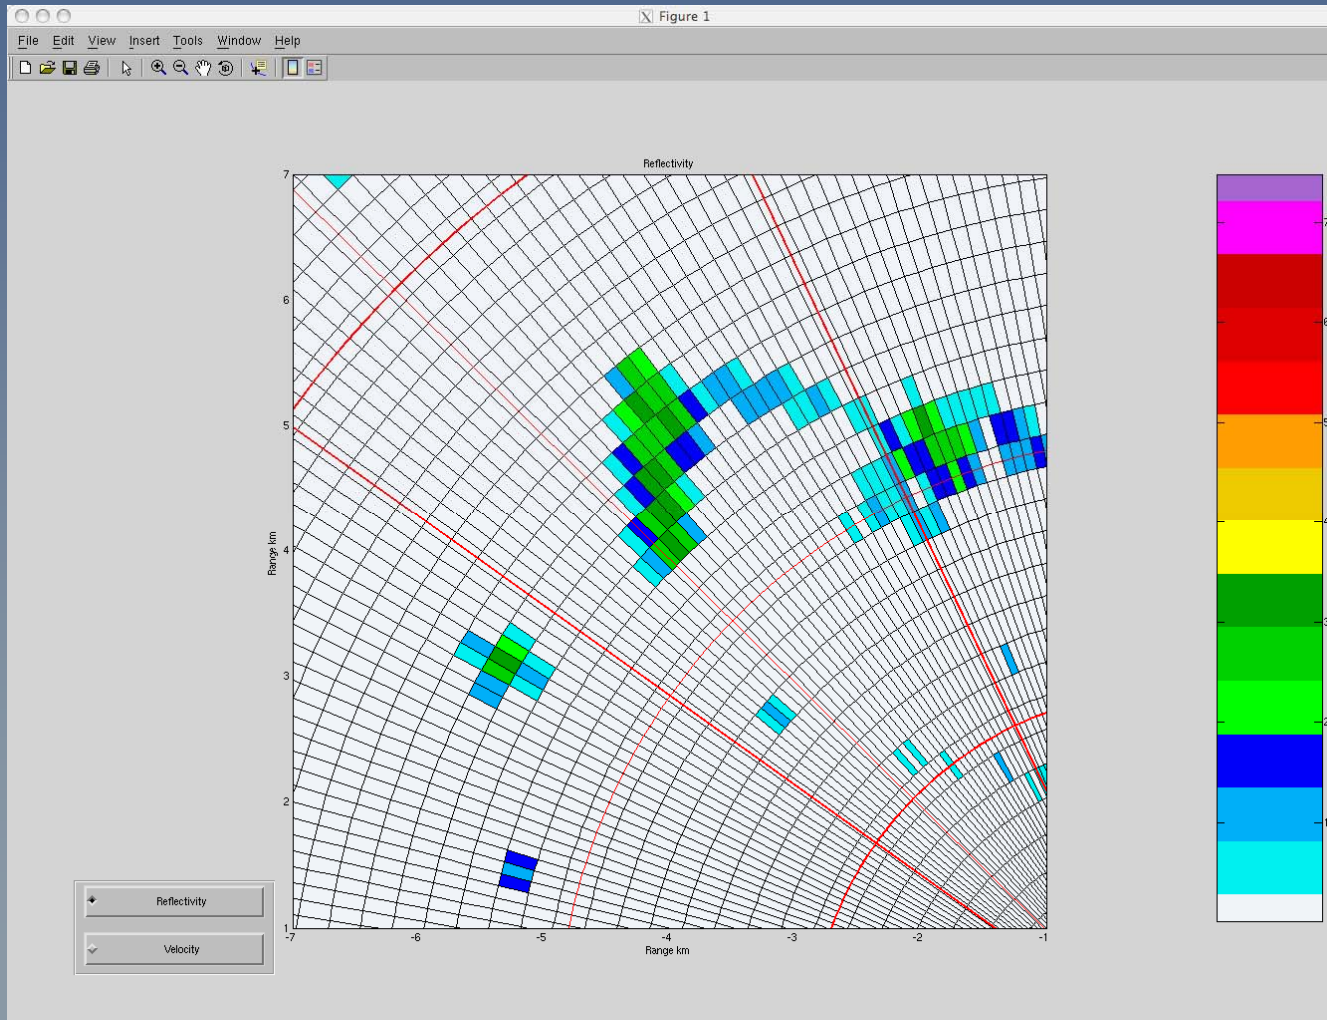 Figure 1
File Edit View Insert Tools Window Help
Reflectivity
7
6
5
4
3
2
1
Range km
-7 -6 -5 -4 -3 -2 -1
Range km
Reflectivity
Velocity